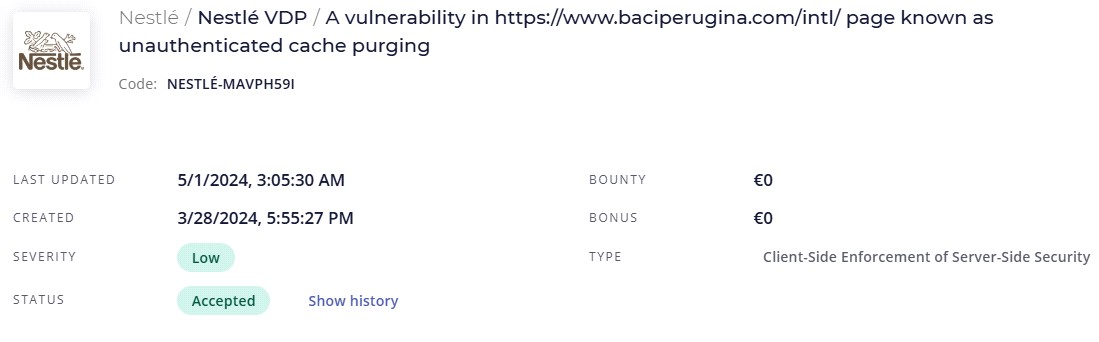 Nestlé / Nestlé VDP / A vulnerability in https://www.baciperugina.com/intl/ page known as
unauthenticated cache purging
Nestlé.
Code: NESTLÉ-MAVPH59I
LAST UPDATED 5/1/2024, 3:05:30 AM BOUNTY €0
CREATED 3/28/2024, 5:55:27 PM BONUS €0
SEVERITY Low TYPE Client-Side Enforcement of Server-Side Security
STATUS Accepted Show history